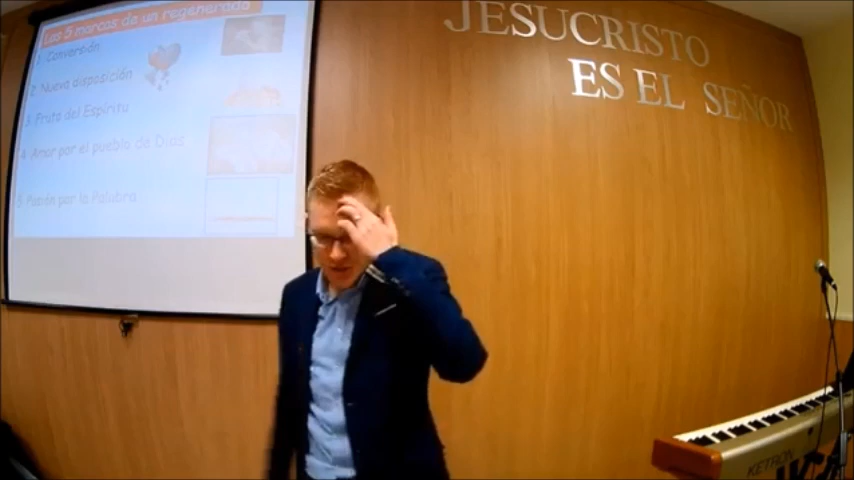 Las 5 marcas de un regenerado
1. Conversión
2. Nueva disposición
3. Fruto del Espíritu
4. Amor por el pueblo de Dios
5. Pasión por la Palabra
JESUCRISTO
ES EL SEÑOR
KETRON